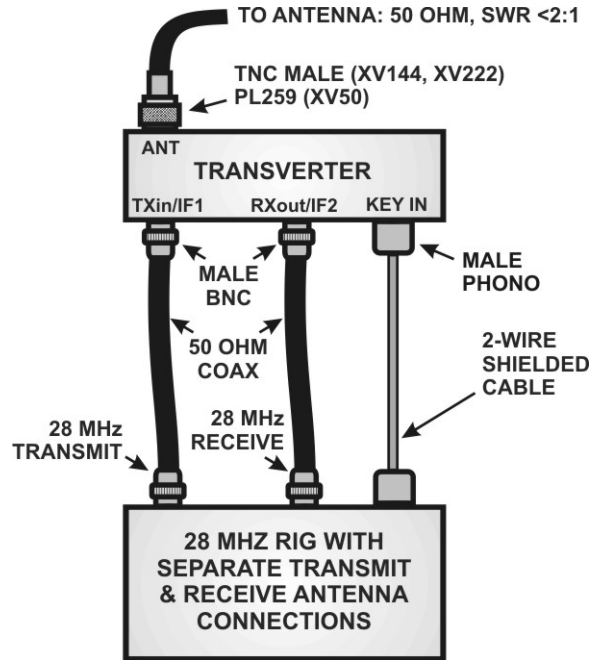 TO ANTENNA: 50 OHM, SWR <2:1
TNC MALE (XV144, XV222)
PL259 (XV50)
ANT
TRANSVERTER
TXin/IF1
RXout/IF2
KEY IN
MALE
BNC
MALE
PHONO
50 OHM
COAX
2-WIRE
SHIELDED
CABLE
28 MHz
TRANSMIT
28 MHz
RECEIVE
28 MHZ RIG WITH
SEPARATE TRANSMIT
& RECEIVE ANTENNA
CONNECTIONS